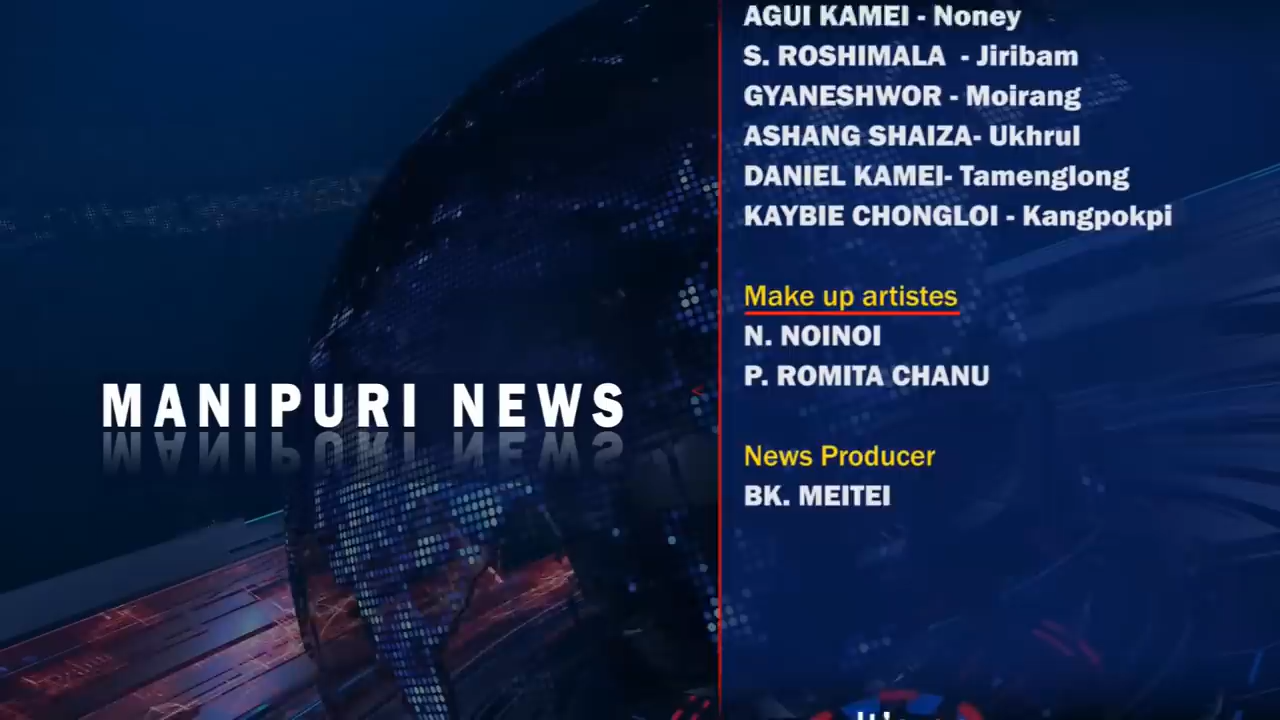 AGUI KAMEI - Noney
S. ROSHIMALA - Jiribam
GYANESHWOR - Moirang
ASHANG SHAIZA- Ukhrul
DANIEL KAMEI- Tamenglong
KAYBIE CHONGLOI - Kangpokpi
Make up artistes
N. NOINOI
P. ROMITA CHANU
News Producer
BK. MEITEI
MANIPURI NEWS